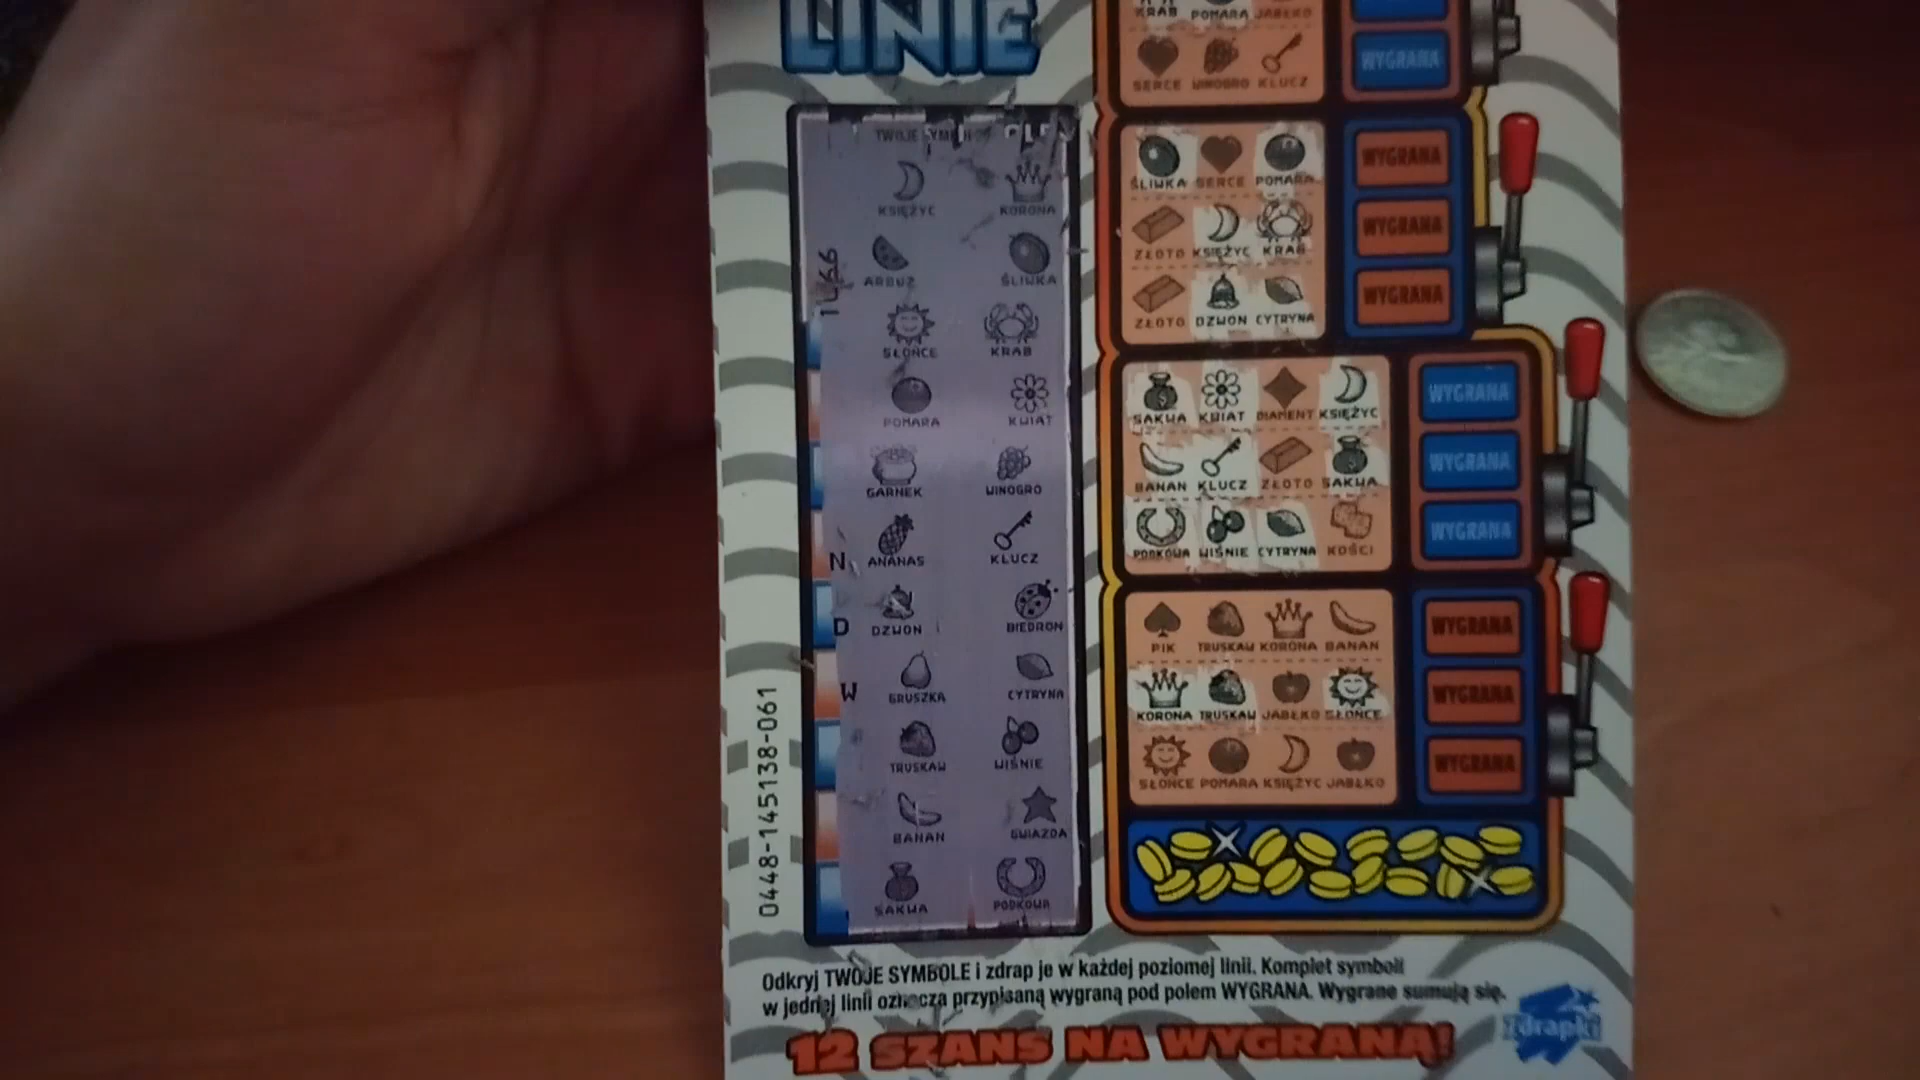 LINIE
KRAB POMARA JABŁKO
SERCE WINOGRO KLUCZ WYGRANA
TWOJE SYMBOLE
KSIĘŻYC KORONA
ARBUZ ŚLIWKA
SŁOŃCE KRAB
POMARA KWIAT
GARNEK WINOGRO
ANANAS KLUCZ
DZWON BIEDRON
GRUSZKA CYTRYNA
TRUSKAW WIŚNIE
BANAN GWIAZDA
SAKWA PODKOWA
N
D
W
0448-145138-061
ŚLIWKA SERCE POMARA WYGRANA
ZŁOTO KSIĘŻYC KRAB WYGRANA
ZŁOTO DZWON CYTRYNA WYGRANA
SAKWA KWIAT DIAMENT KSIĘŻYC WYGRANA
BANAN KLUCZ ZŁOTO SAKWA WYGRANA
PODKOWA WIŚNIE CYTRYNA KOŚCI WYGRANA
PIK TRUSKAW KORONA BANAN WYGRANA
KORONA TRUSKAW JABŁKO SŁOŃCE WYGRANA
SŁOŃCE POMARA KSIĘŻYC JABŁKO WYGRANA
Odkryj TWOJE SYMBOLE i zdrap je w każdej poziomej linii. Komplet symboli
w jednej linii oznacza przypisaną wygraną pod polem WYGRANA. Wygrane sumują się.
12 SZANS NA WYGRANĄ!
Zdrapki